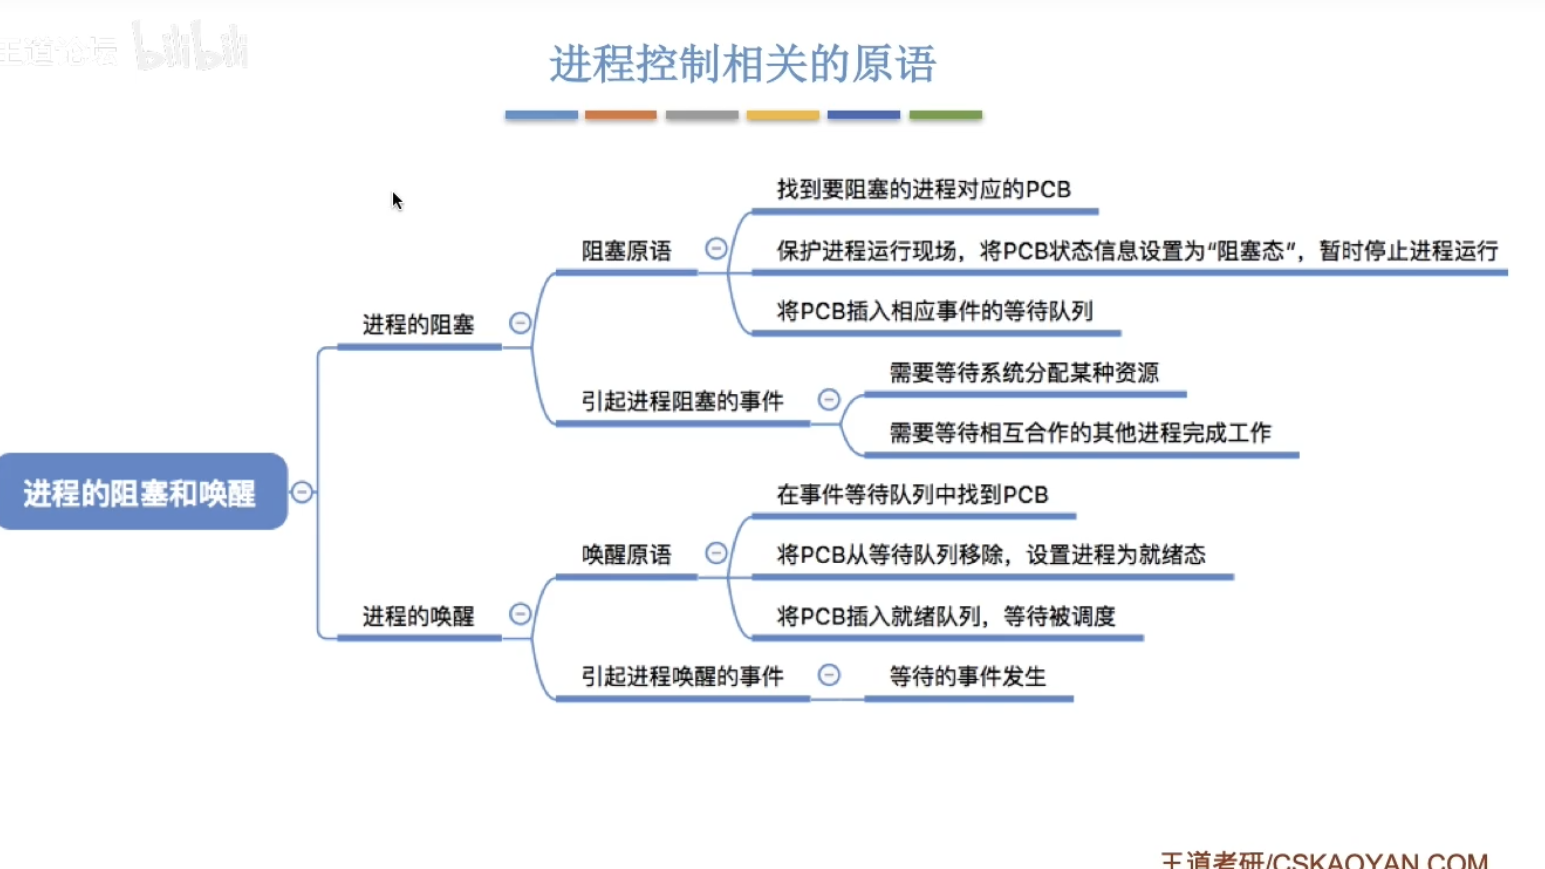 王道论坛 bilibili
进程控制相关的原语
找到要阻塞的进程对应的PCB
阻塞原语
保护进程运行现场，将PCB状态信息设置为“阻塞态”，暂时停止进程运行
将PCB插入相应事件的等待队列
进程的阻塞
需要等待系统分配某种资源
引起进程阻塞的事件
需要等待相互合作的其他进程完成工作
进程的阻塞和唤醒
在事件等待队列中找到PCB
唤醒原语
将PCB从等待队列移除，设置进程为就绪态
将PCB插入就绪队列，等待被调度
进程的唤醒
引起进程唤醒的事件
等待的事件发生
王道考研/CSKAOYAN.COM